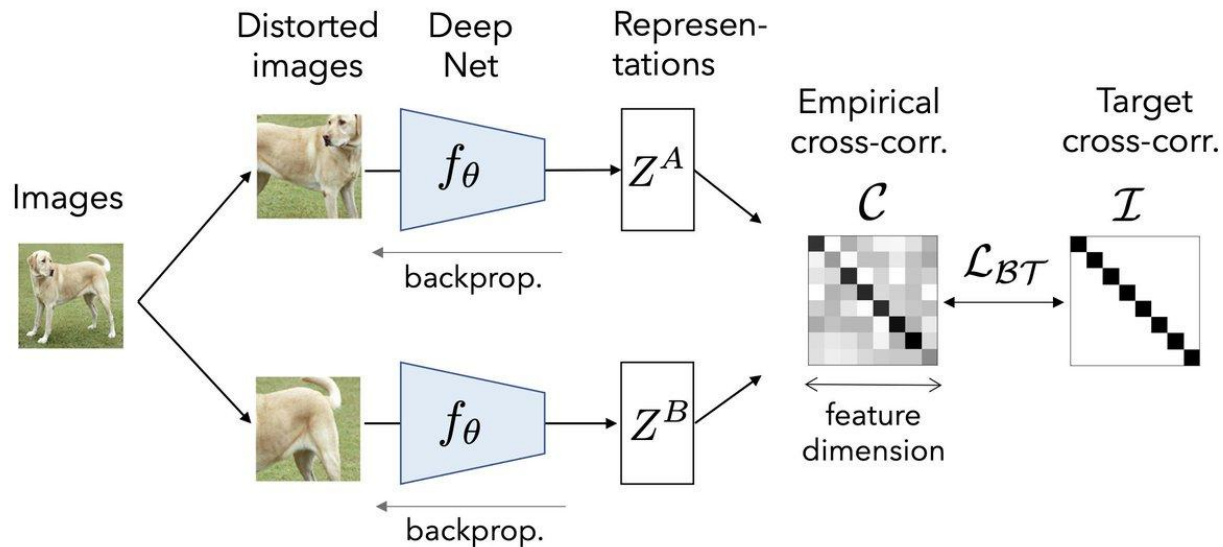 Distorted
images
Deep
Net
Represen-
tations
Images
f_θ
Z^A
backprop.
Empirical
cross-corr.
C
Target
cross-corr.
I
L_BT
f_θ
Z^B
backprop.
feature
dimension